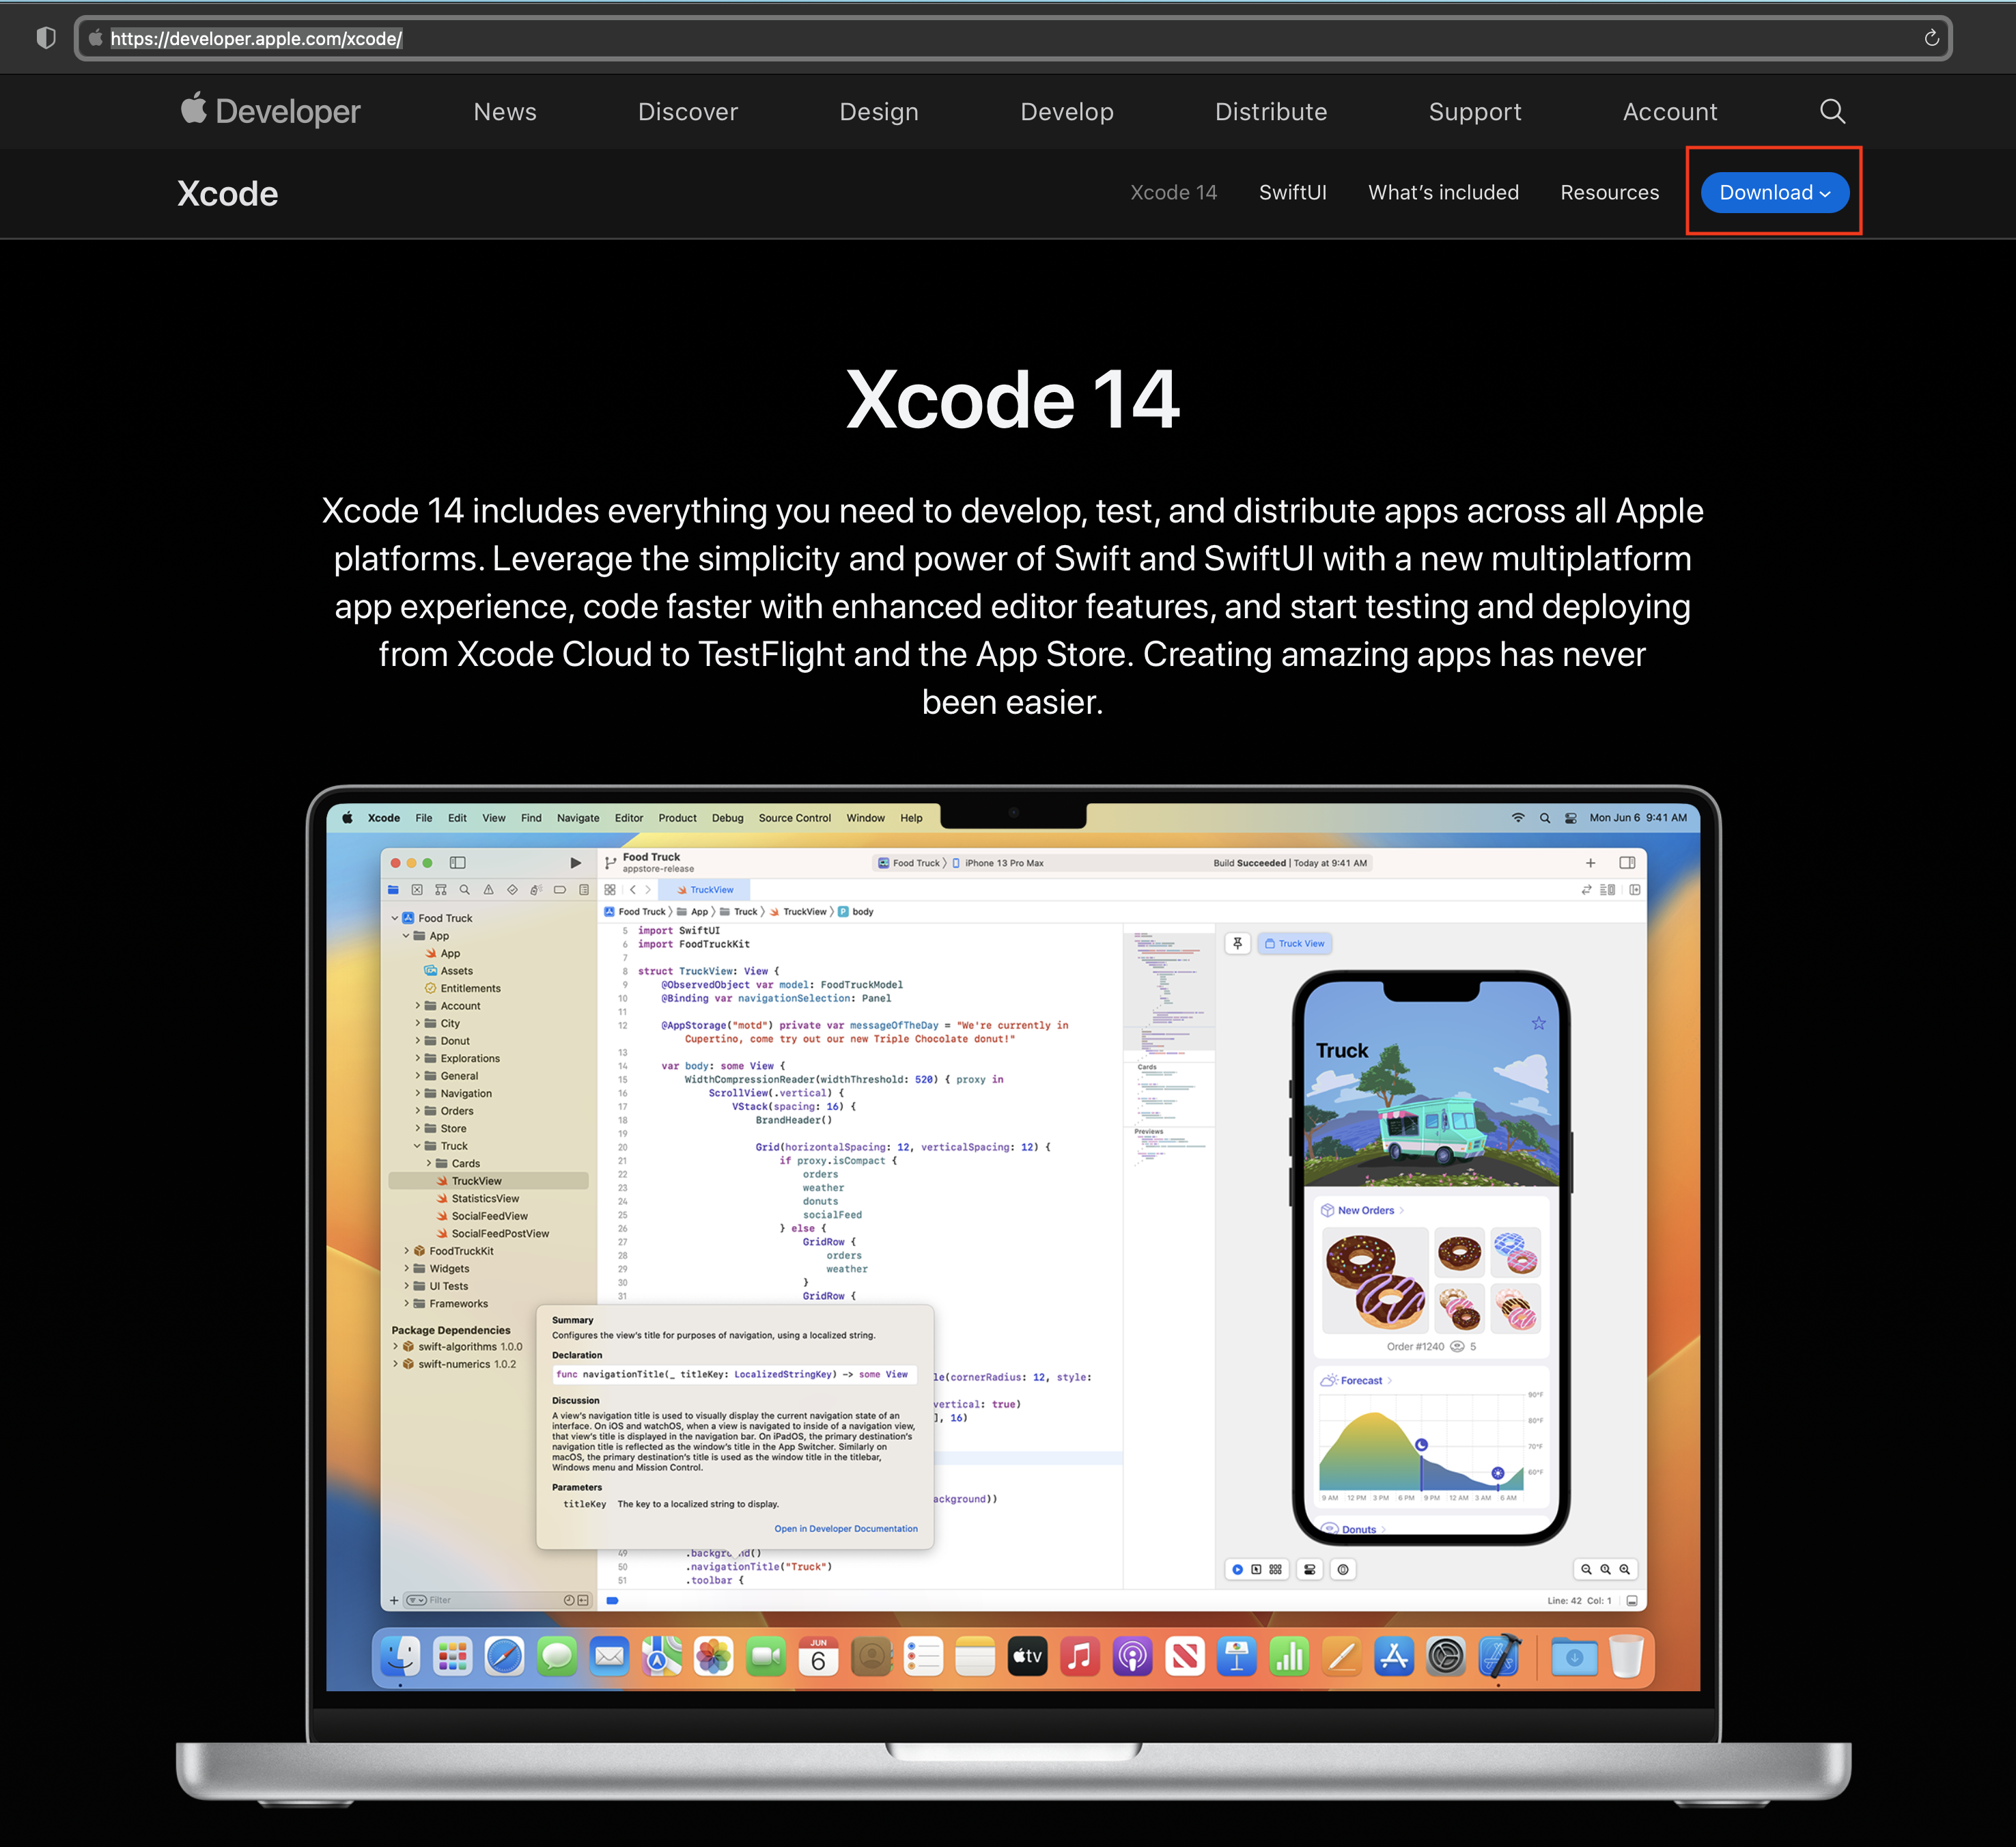 https://developer.apple.com/xcode/
Developer
News
Discover
Design
Develop
Distribute
Support
Account
Xcode
Xcode 14
SwiftUI
What’s included
Resources
Download
Xcode 14
Xcode 14 includes everything you need to develop, test, and distribute apps across all Apple
platforms. Leverage the simplicity and power of Swift and SwiftUI with a new multiplatform
app experience, code faster with enhanced editor features, and start testing and deploying
from Xcode Cloud to TestFlight and the App Store. Creating amazing apps has never
been easier.
Xcode File Edit View Find Navigate Editor Product Debug Source Control Window Help
Mon Jun 6 9:41 AM
Food Truck
appstore-release
Food Truck
iPhone 13 Pro Max
Build Succeeded | Today at 9:41 AM
TruckView
Food Truck
App
Truck
TruckView
P body
Food Truck
App
App
Assets
Entitlements
Account
City
Donut
Explorations
General
Navigation
Orders
Store
Truck
Cards
TruckView
StatisticsView
SocialFeedView
SocialFeedPostView
FoodTruckKit
Widgets
UI Tests
Frameworks
Package Dependencies
swift-algorithms 1.0.0
swift-numerics 1.0.2
Filter
5 import SwiftUI
6 import FoodTruckKit
7
8 struct TruckView: View {
9 @ObservedObject var model: FoodTruckModel
10 @Binding var navigationSelection: Panel
11
12 @AppStorage("motd") private var messageOfTheDay = "We're currently in
Cupertino, come try out our new Triple Chocolate donut!"
13
14 var body: some View {
15 WidthCompressionReader(widthThreshold: 520) { proxy in
16 ScrollView(.vertical) {
17 VStack(spacing: 16) {
18 BrandHeader()
19
20 Grid(horizontalSpacing: 12, verticalSpacing: 12) {
21 if proxy.isCompact {
22 orders
23 weather
24 donuts
25 socialFeed
26 } else {
27 GridRow {
28 orders
29 weather
30 }
31 GridRow {
le(cornerRadius: 12, style:
vertical: true)
], 16)
ackground))
49
50 .navigationTitle("Truck")
51 .toolbar {
Summary
Configures the view’s title for purposes of navigation, using a localized string.
Declaration
func navigationTitle(_ titleKey: LocalizedStringKey) -> some View
Discussion
A view’s navigation title is used to visually display the current navigation state of an
interface. On iOS and watchOS, when a view is navigated to inside of a navigation view,
that view’s title is displayed in the navigation bar. On iPadOS, the primary destination’s
navigation title is reflected as the window’s title in the App Switcher. Similarly on
macOS, the primary destination’s title is used as the window title in the titlebar,
Windows menu and Mission Control.
Parameters
titleKey The key to a localized string to display.
Open in Developer Documentation
Cards
Previews
Truck View
Truck
New Orders
Order #1240 5
Forecast
90°F
80°F
70°F
60°F
9 AM 12 PM 3 PM 6 PM 9 PM 12 AM 3 AM 6 AM
Donuts
Line: 42 Col: 1
JUN
6
tv